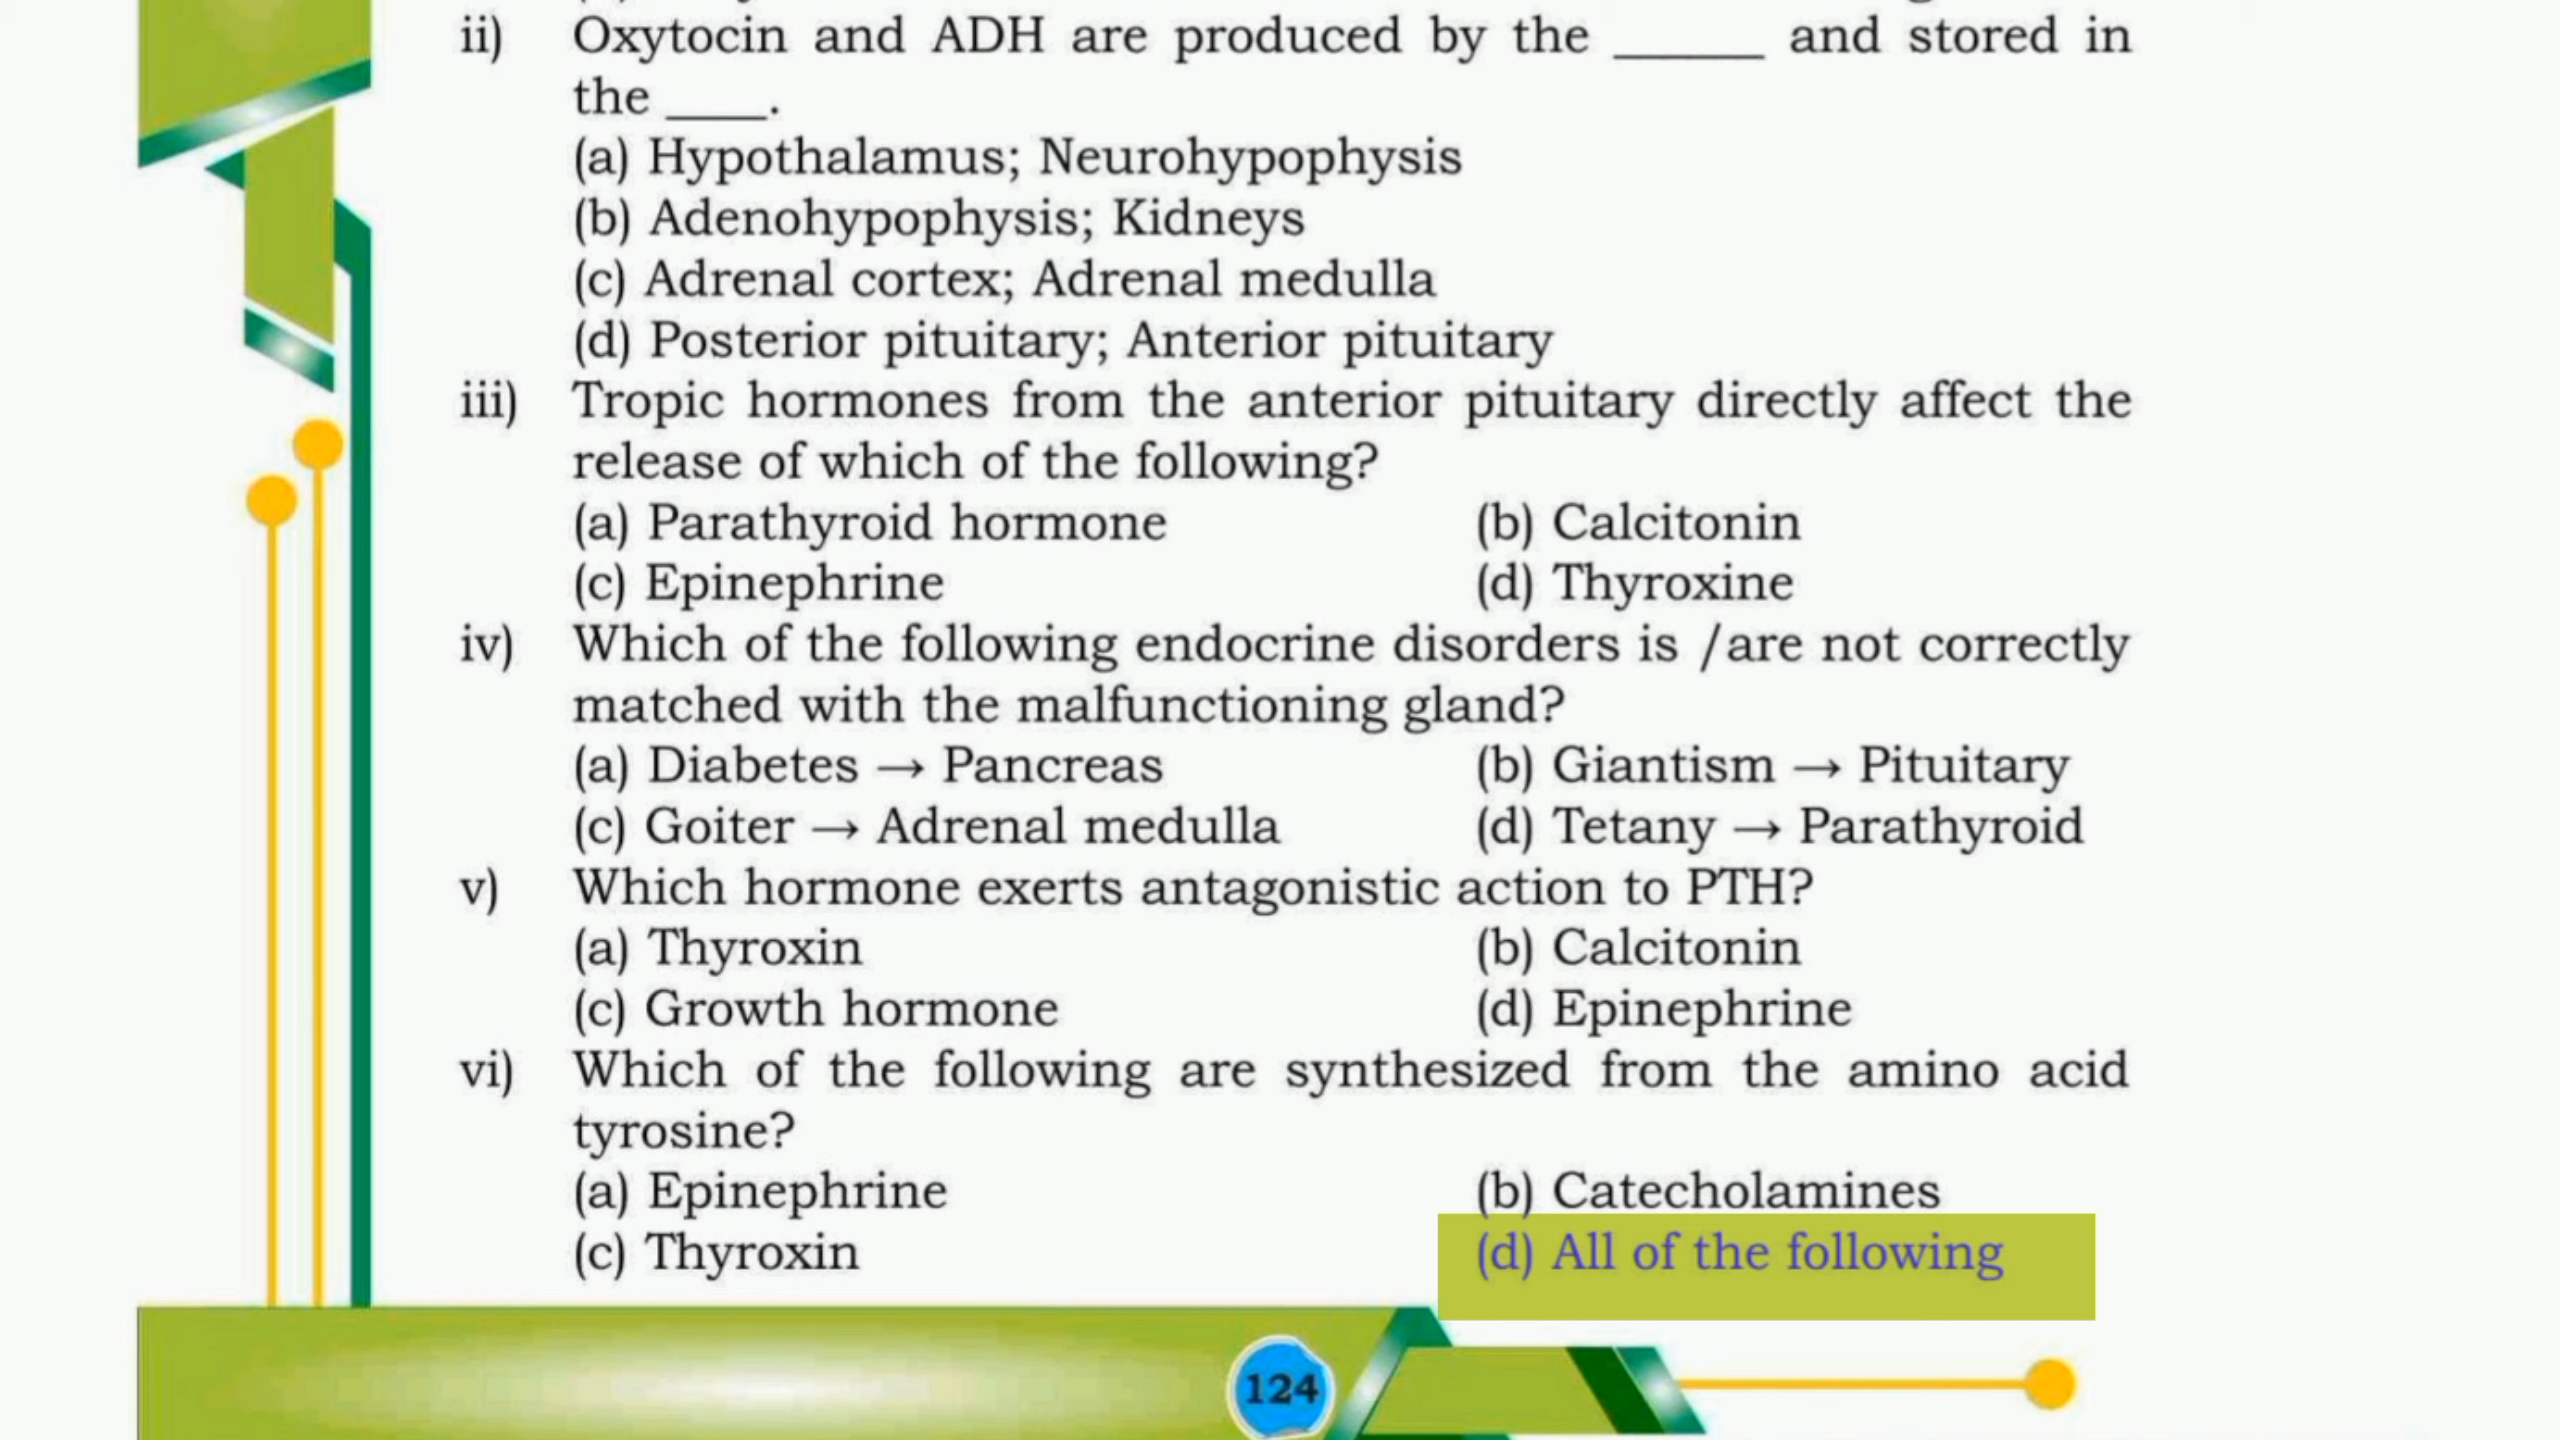 ii) Oxytocin and ADH are produced by the _____ and stored in
the ____.
(a) Hypothalamus; Neurohypophysis
(b) Adenohypophysis; Kidneys
(c) Adrenal cortex; Adrenal medulla
(d) Posterior pituitary; Anterior pituitary
iii) Tropic hormones from the anterior pituitary directly affect the
release of which of the following?
(a) Parathyroid hormone (b) Calcitonin
(c) Epinephrine (d) Thyroxine
iv) Which of the following endocrine disorders is /are not correctly
matched with the malfunctioning gland?
(a) Diabetes → Pancreas (b) Giantism → Pituitary
(c) Goiter → Adrenal medulla (d) Tetany → Parathyroid
v) Which hormone exerts antagonistic action to PTH?
(a) Thyroxin (b) Calcitonin
(c) Growth hormone (d) Epinephrine
vi) Which of the following are synthesized from the amino acid
tyrosine?
(a) Epinephrine (b) Catecholamines
(c) Thyroxin (d) All of the following
124